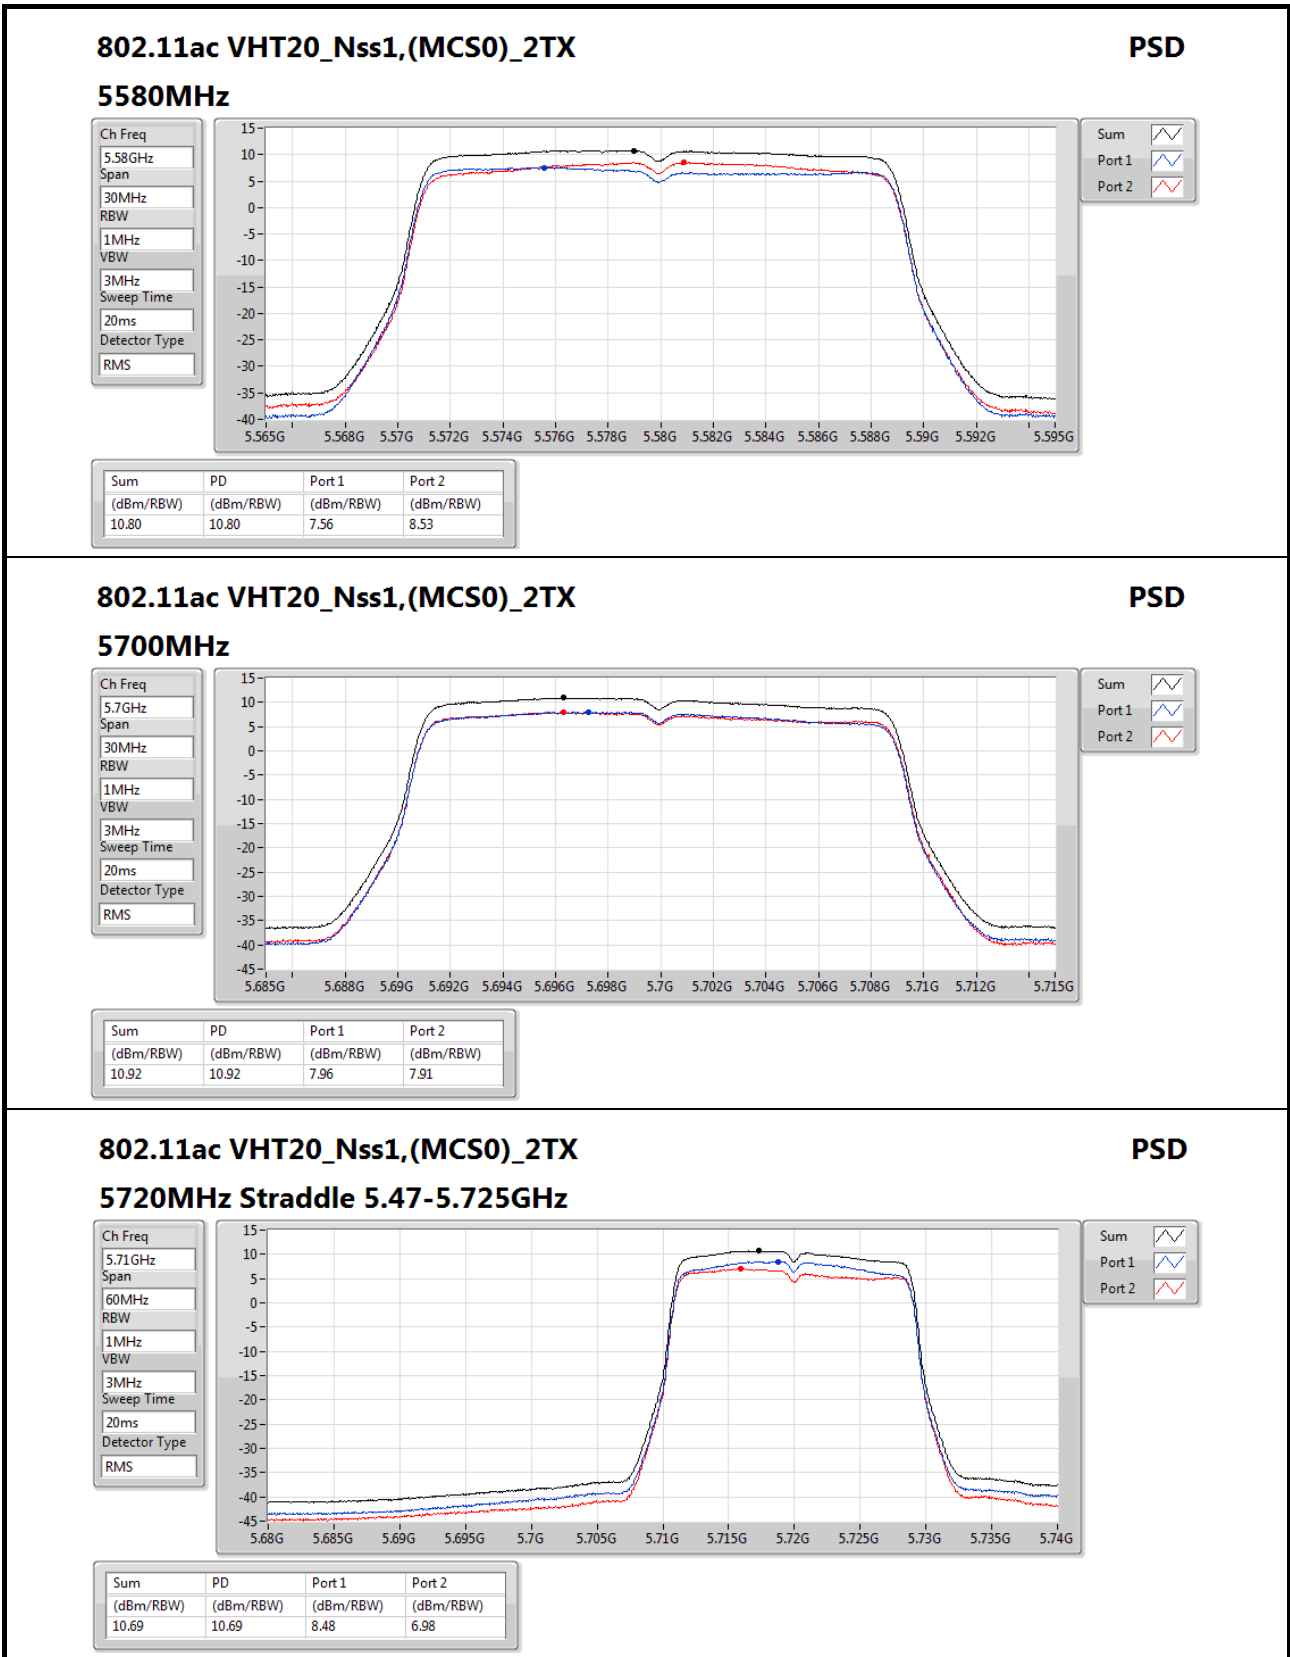 802.11ac VHT20_Nss1,(MCS0)_2TX PSD
5580MHz
Ch Freq
5.58GHz
Span
30MHz
RBW
1MHz
VBW
3MHz
Sweep Time
20ms
Detector Type
RMS
15
10
5
0
-5
-10
-15
-20
-25
-30
-35
-40
5.565G 5.568G 5.57G 5.572G 5.574G 5.576G 5.578G 5.58G 5.582G 5.584G 5.586G 5.588G 5.59G 5.592G 5.595G
Sum
Port 1
Port 2
Sum PD Port 1 Port 2
(dBm/RBW) (dBm/RBW) (dBm/RBW) (dBm/RBW)
10.80 10.80 7.56 8.53
802.11ac VHT20_Nss1,(MCS0)_2TX PSD
5700MHz
Ch Freq
5.7GHz
Span
30MHz
RBW
1MHz
VBW
3MHz
Sweep Time
20ms
Detector Type
RMS
15
10
5
0
-5
-10
-15
-20
-25
-30
-35
-40
-45
5.685G 5.688G 5.69G 5.692G 5.694G 5.696G 5.698G 5.7G 5.702G 5.704G 5.706G 5.708G 5.71G 5.712G 5.715G
Sum
Port 1
Port 2
Sum PD Port 1 Port 2
(dBm/RBW) (dBm/RBW) (dBm/RBW) (dBm/RBW)
10.92 10.92 7.96 7.91
802.11ac VHT20_Nss1,(MCS0)_2TX PSD
5720MHz Straddle 5.47-5.725GHz
Ch Freq
5.71GHz
Span
60MHz
RBW
1MHz
VBW
3MHz
Sweep Time
20ms
Detector Type
RMS
15
10
5
0
-5
-10
-15
-20
-25
-30
-35
-40
-45
5.68G 5.685G 5.69G 5.695G 5.7G 5.705G 5.71G 5.715G 5.72G 5.725G 5.73G 5.735G 5.74G
Sum
Port 1
Port 2
Sum PD Port 1 Port 2
(dBm/RBW) (dBm/RBW) (dBm/RBW) (dBm/RBW)
10.69 10.69 8.48 6.98